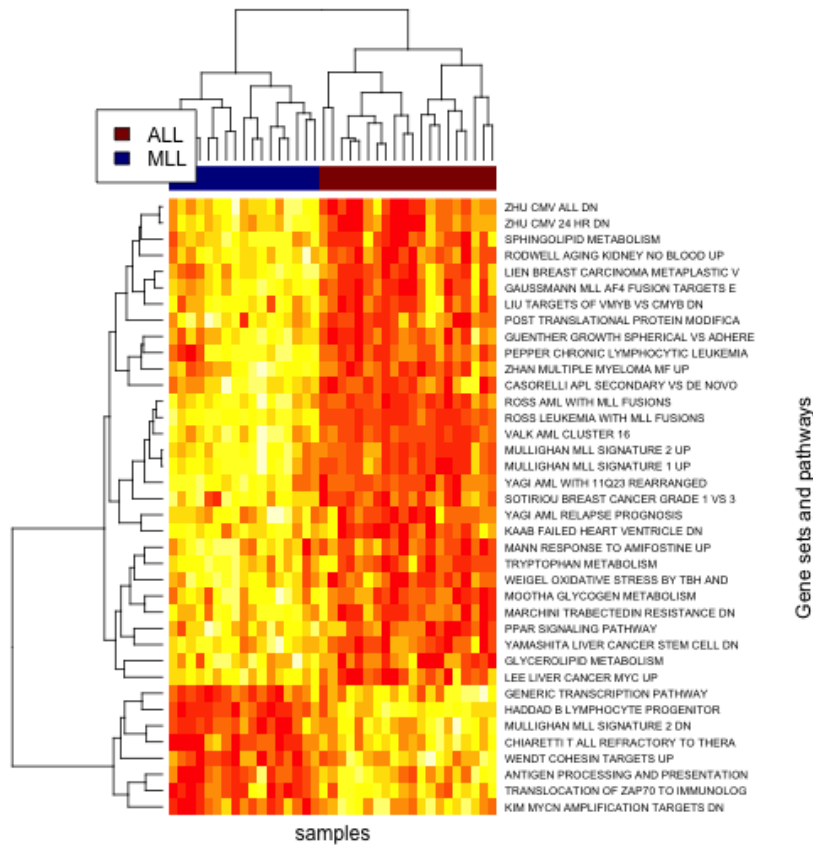 ALL
MLL
ZHU CMV ALL DN
ZHU CMV 24 HR DN
SPHINGOLIPID METABOLISM
RODWELL AGING KIDNEY NO BLOOD UP
LIEN BREAST CARCINOMA METAPLASTIC V
GAUSSMANN MLL AF4 FUSION TARGETS E
LIU TARGETS OF VMYB VS CMYB DN
POST TRANSLATIONAL PROTEIN MODIFICA
GUENTHER GROWTH SPHERICAL VS ADHERE
PEPPER CHRONIC LYMPHOCYTIC LEUKEMIA
ZHAN MULTIPLE MYELOMA MF UP
CASORELLI APL SECONDARY VS DE NOVO
ROSS AML WITH MLL FUSIONS
ROSS LEUKEMIA WITH MLL FUSIONS
VALK AML CLUSTER 16
MULLIGHAN MLL SIGNATURE 2 UP
MULLIGHAN MLL SIGNATURE 1 UP
YAGI AML WITH 11Q23 REARRANGED
SOTIRIOU BREAST CANCER GRADE 1 VS 3
YAGI AML RELAPSE PROGNOSIS
KAAB FAILED HEART VENTRICLE DN
MANN RESPONSE TO AMIFOSTINE UP
TRYPTOPHAN METABOLISM
WEIGEL OXIDATIVE STRESS BY TBH AND
MOOTHA GLYCOGEN METABOLISM
MARCHINI TRABECTEDIN RESISTANCE DN
PPAR SIGNALING PATHWAY
YAMASHITA LIVER CANCER STEM CELL DN
GLYCEROLIPID METABOLISM
LEE LIVER CANCER MYC UP
GENERIC TRANSCRIPTION PATHWAY
HADDAD B LYMPHOCYTE PROGENITOR
MULLIGHAN MLL SIGNATURE 2 DN
CHIARETTI T ALL REFRACTORY TO THERA
WENDT COHESIN TARGETS UP
ANTIGEN PROCESSING AND PRESENTATION
TRANSLOCATION OF ZAP70 TO IMMUNOLOG
KIM MYCN AMPLIFICATION TARGETS DN
Gene sets and pathways
samples